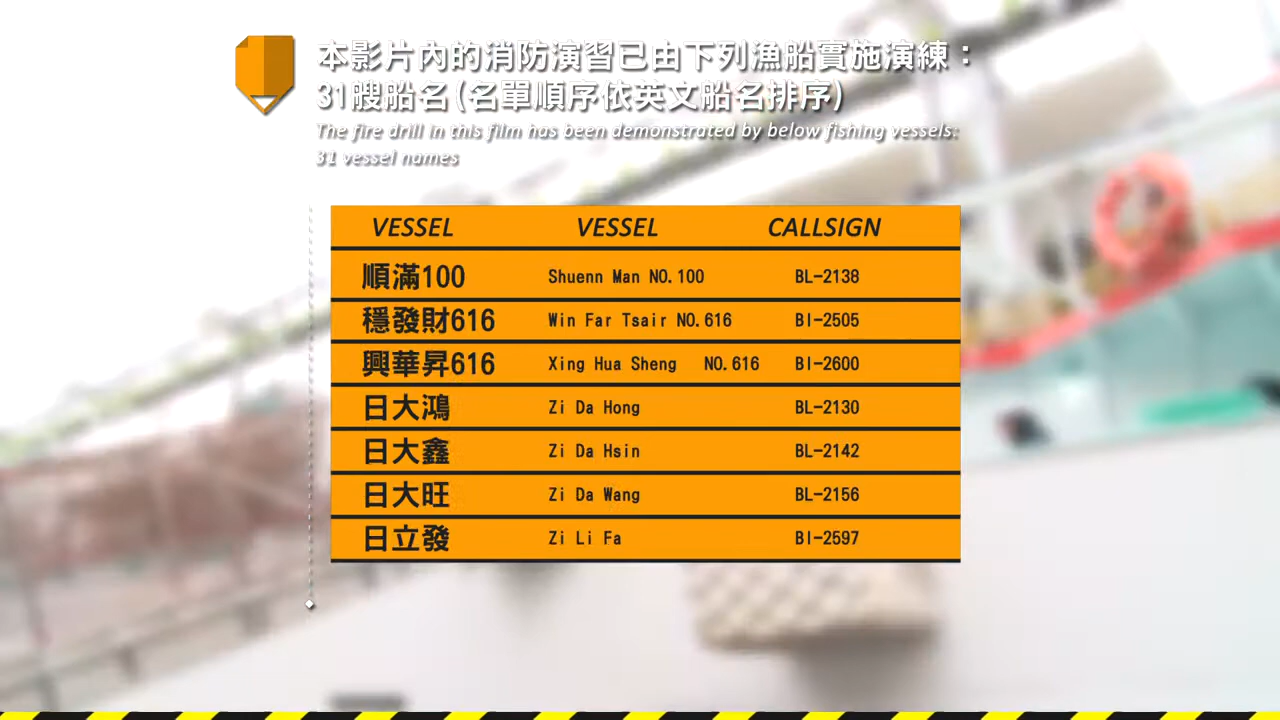 本影片內的消防演習已由下列漁船實施演練：
31艘船名(名單順序依英文船名排序)
The fire drill in this film has been demonstrated by below fishing vessels:
31 vessel names
VESSEL VESSEL CALLSIGN
順滿100 Shuenn Man NO.100 BL-2138
穩發財616 Win Far Tsair NO.616 BI-2505
興華昇616 Xing Hua Sheng NO.616 BI-2600
日大鴻 Zi Da Hong BL-2130
日大鑫 Zi Da Hsin BL-2142
日大旺 Zi Da Wang BL-2156
日立發 Zi Li Fa BI-2597